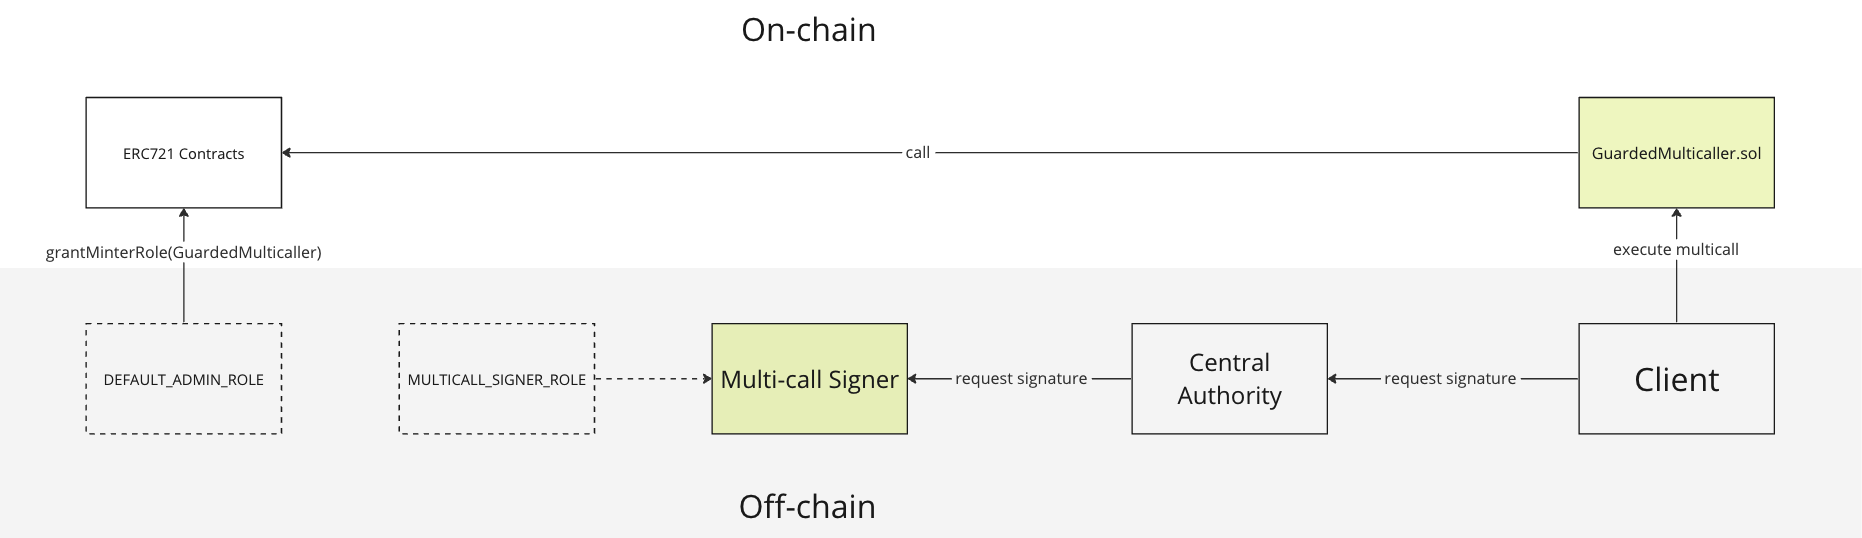 On-chain
ERC721 Contracts
call
GuardedMulticaller.sol
grantMinterRole(GuardedMulticaller)
execute multicall
DEFAULT_ADMIN_ROLE
MULTICALL_SIGNER_ROLE
Multi-call Signer
request signature
Central
Authority
request signature
Client
Off-chain